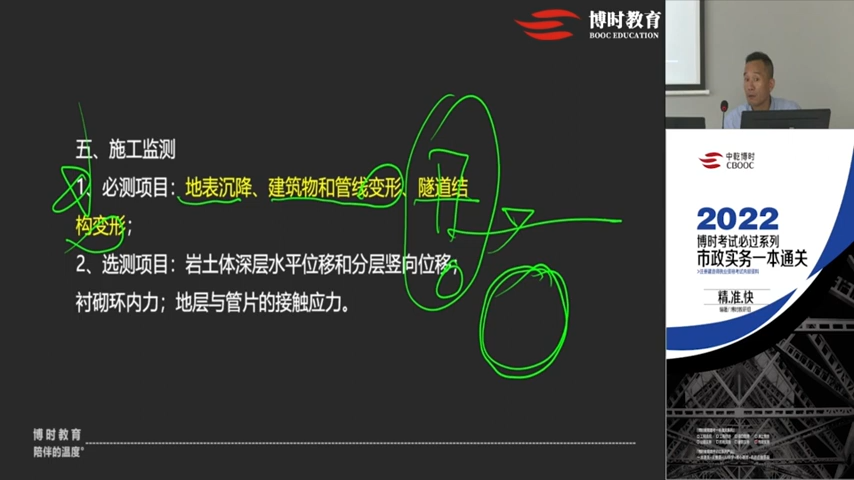 博时教育
BOOC EDUCATION
五、施工监测
1、必测项目：地表沉降、建筑物和管线变形、隧道结
构变形；
2、选测项目：岩土体深层水平位移和分层竖向位移；
衬砌环内力；地层与管片的接触应力。
博时教育
陪伴的温度
中乾博时
CBOOC
2022
博时考试必过系列
市政实务一本通关
精,准,快